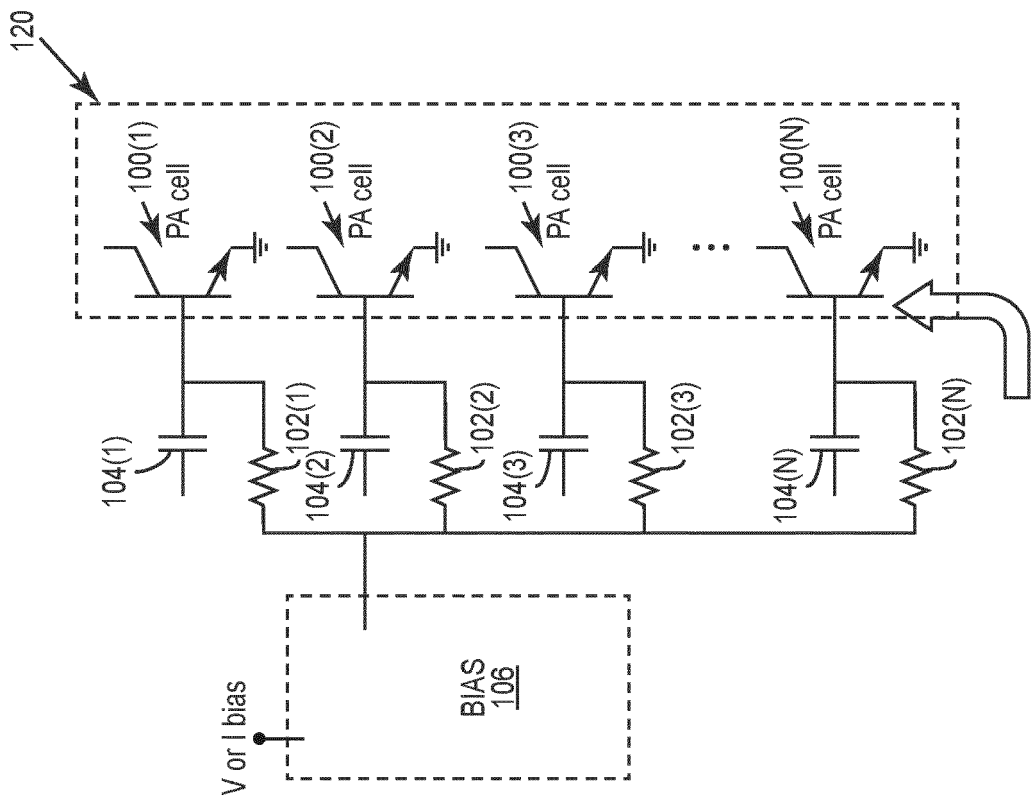 120
100(1)
PA cell
100(2)
PA cell
100(3)
PA cell
100(N)
PA cell
104(1)
102(1)
104(2)
102(2)
104(3)
102(3)
104(N)
102(N)
V or I bias
BIAS
106